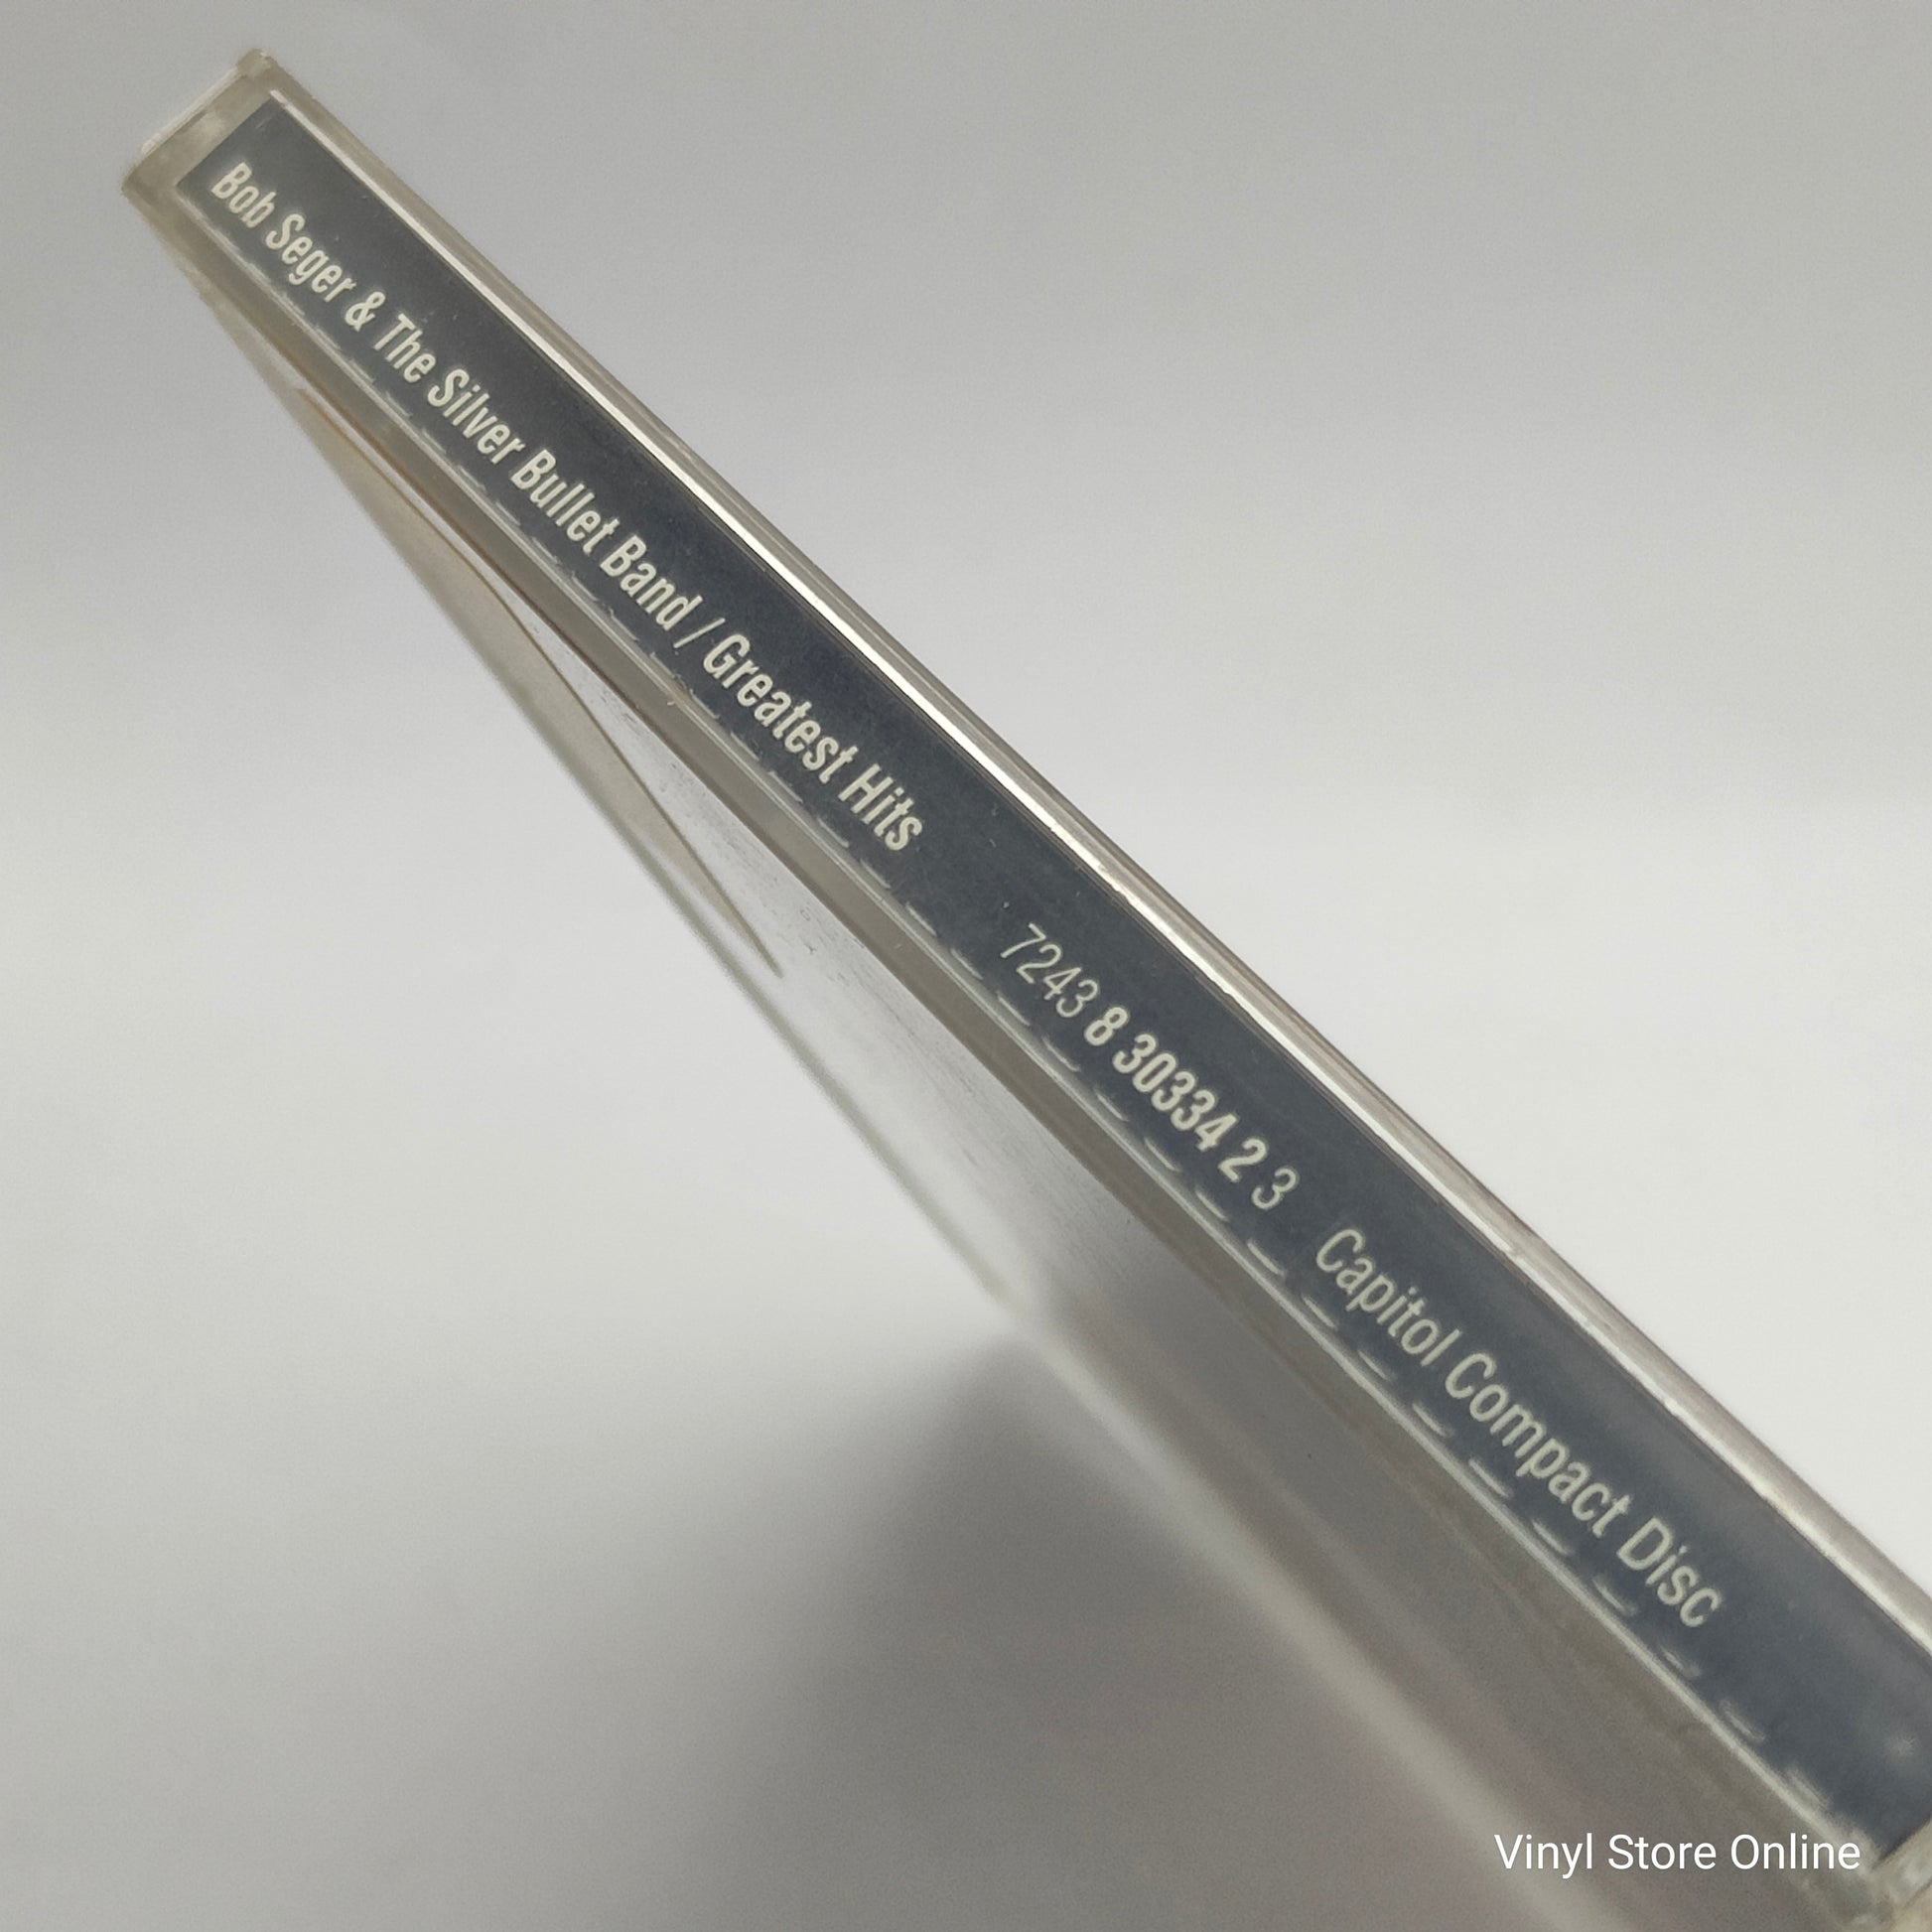 Bob Seger & The Silver Bullet Band / Greatest Hits 7243 8 30334 2 3 Capitol Compact Disc
Vinyl Store Online